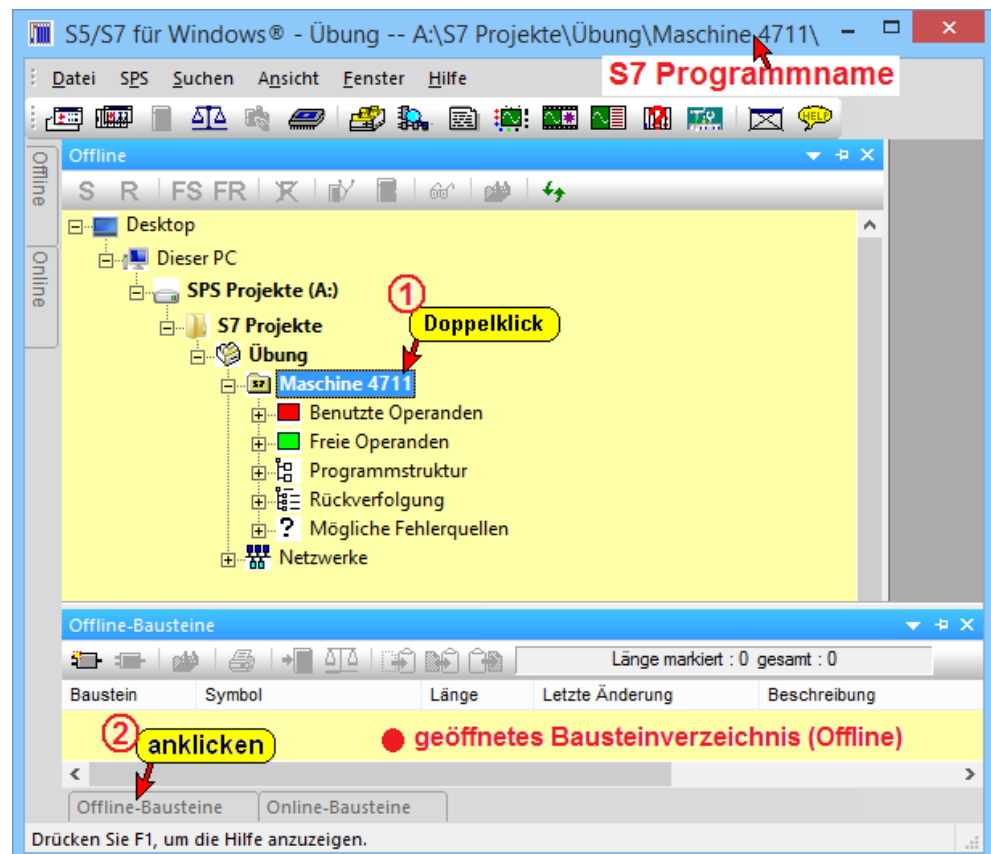 S5/S7 für Windows® - Übung -- A:\S7 Projekte\Übung\Maschine 4711\
Datei SPS Suchen Ansicht Fenster Hilfe
S7 Programmname
HELP
Offline
Offline
S R FS FR
Desktop
Online
Dieser PC
SPS Projekte (A:)
1
S7 Projekte
Doppelklick
Übung
S7 Maschine 4711
Benutzte Operanden
Freie Operanden
Programmstruktur
Rückverfolgung
? Mögliche Fehlerquellen
Netzwerke
Offline-Bausteine
Länge markiert : 0 gesamt : 0
Baustein Symbol Länge Letzte Änderung Beschreibung
2 anklicken
geöffnetes Bausteinverzeichnis (Offline)
Offline-Bausteine Online-Bausteine
Drücken Sie F1, um die Hilfe anzuzeigen.